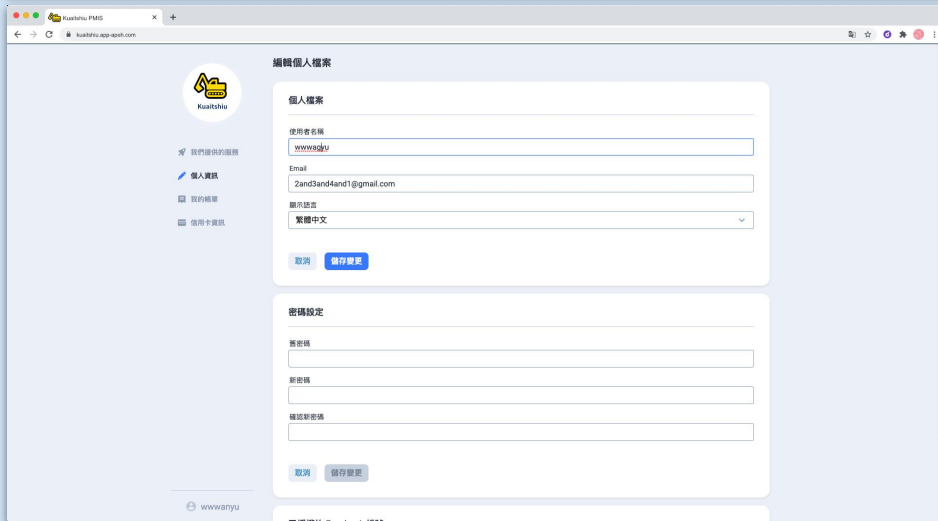 Kuaitshiu PMIS
kuaitshiu.app-apeh.com
Kuaitshiu
我們提供的服務
個人資訊
我的帳單
信用卡資訊
wwwanyu
編輯個人檔案
個人檔案
使用者名稱
wwwaqyu
Email
2and3and4and1@gmail.com
顯示語言
繁體中文
取消 儲存變更
密碼設定
舊密碼
新密碼
確認新密碼
取消 儲存變更